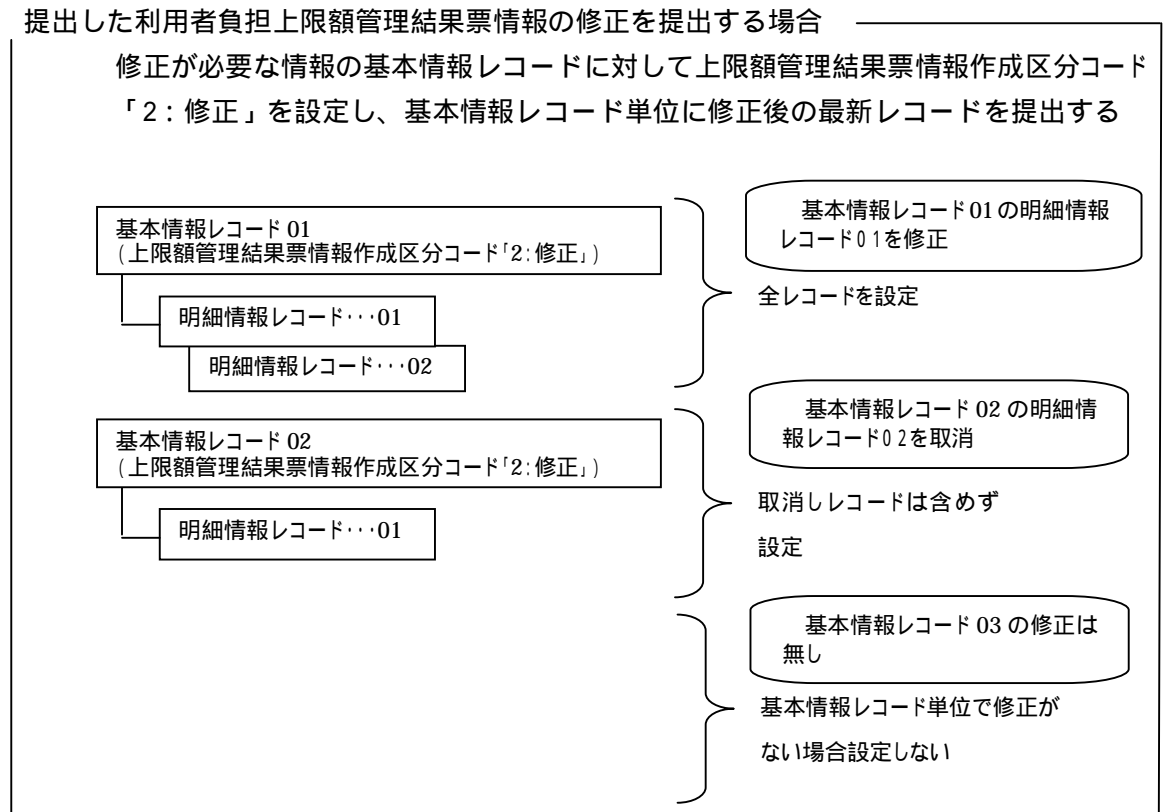 提出した利用者負担上限額管理結果票情報の修正を提出する場合
修正が必要な情報の基本情報レコードに対して上限額管理結果票情報作成区分コード
「2：修正」を設定し、基本情報レコード単位に修正後の最新レコードを提出する
基本情報レコード 01
(上限額管理結果票情報作成区分コード「2:修正」)
明細情報レコード･･･01
明細情報レコード･･･02
基本情報レコード01の明細情報
レコード01を修正
全レコードを設定
基本情報レコード 02
(上限額管理結果票情報作成区分コード「2:修正」)
明細情報レコード･･･01
基本情報レコード 02 の明細情
報レコード02を取消
取消しレコードは含めず
設定
基本情報レコード 03 の修正は
無し
基本情報レコード単位で修正が
ない場合設定しない